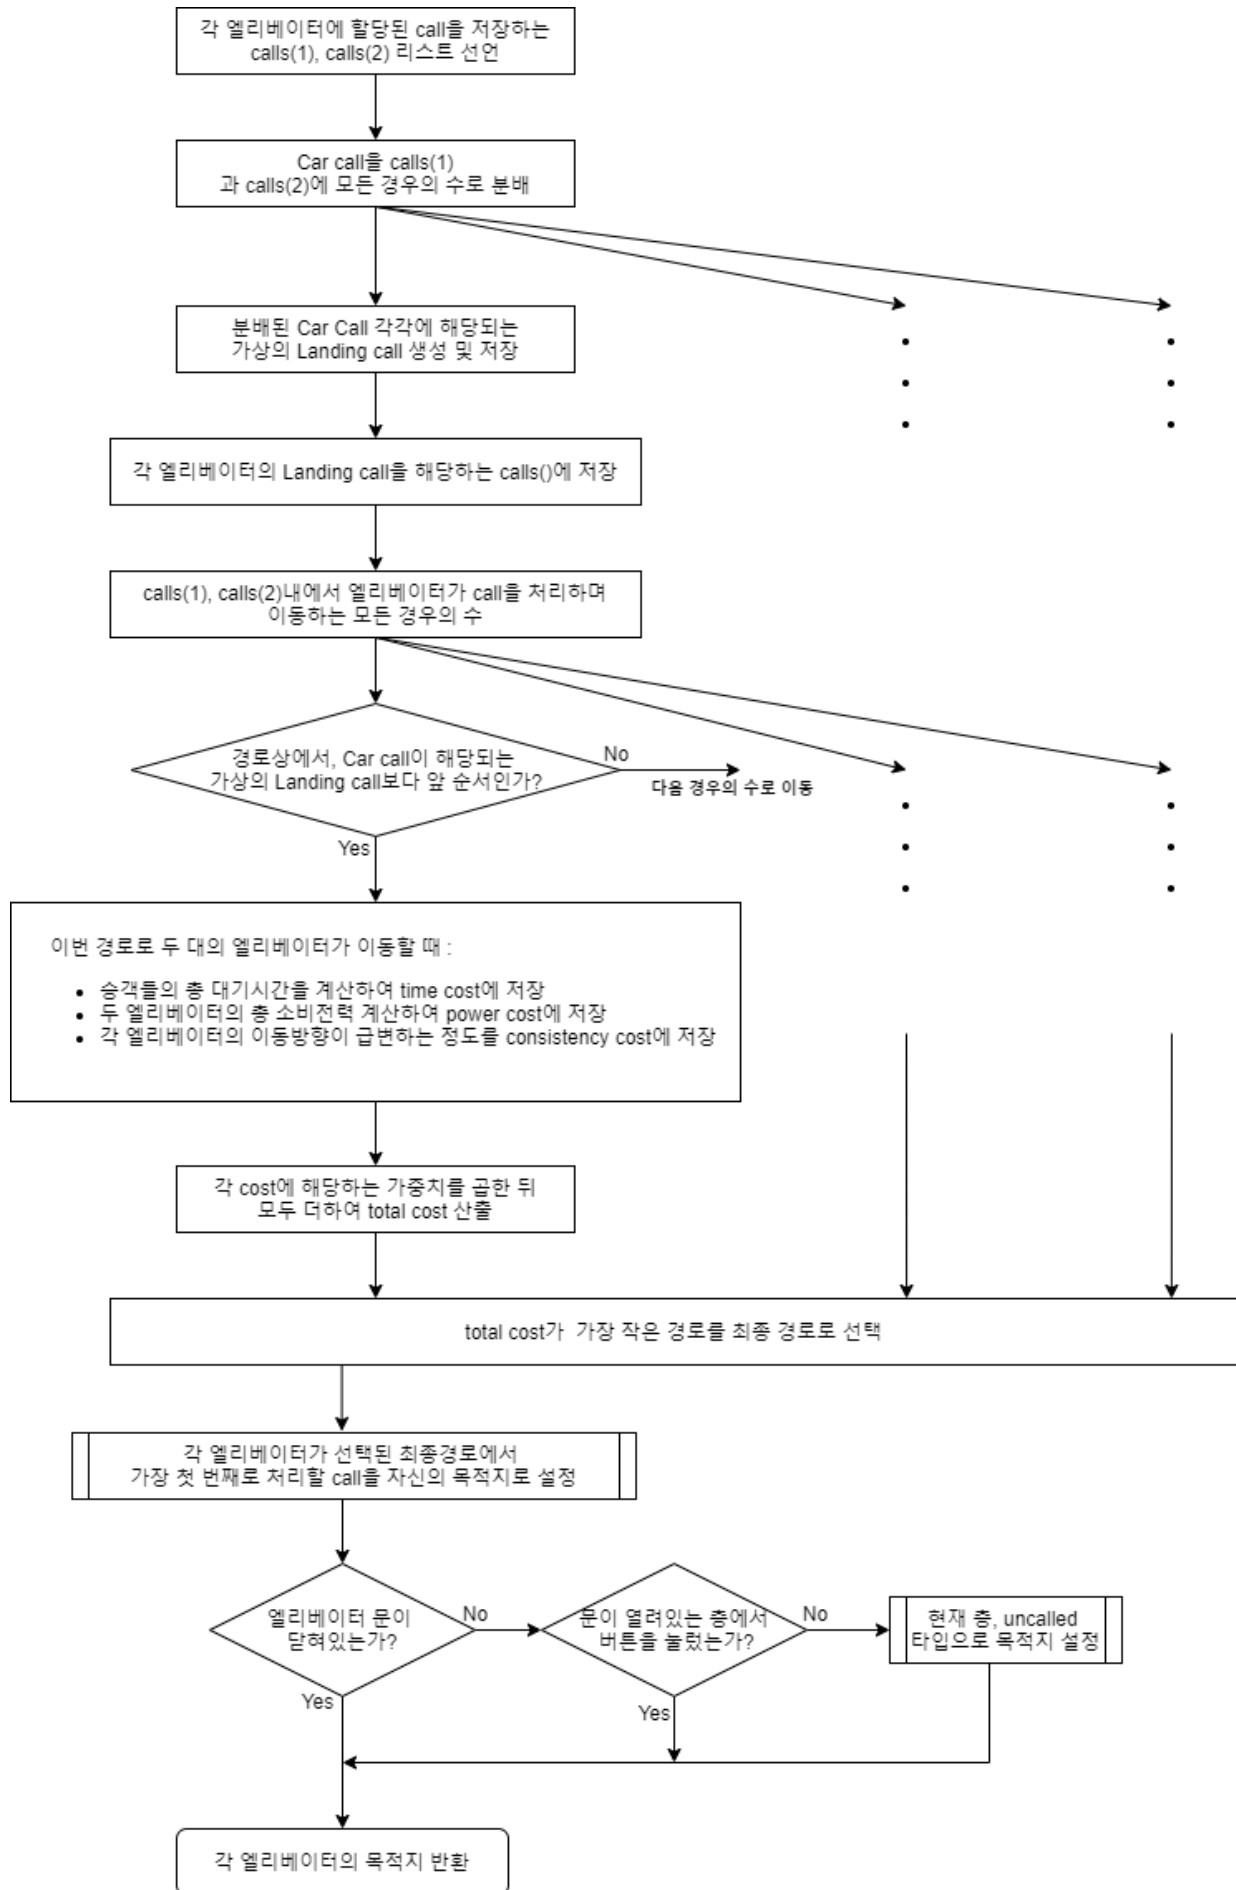 각 엘리베이터에 할당된 call을 저장하는
calls(1), calls(2) 리스트 선언
Car call을 calls(1)
과 calls(2)에 모든 경우의 수로 분배
분배된 Car Call 각각에 해당되는
가상의 Landing call 생성 및 저장
각 엘리베이터의 Landing call을 해당하는 calls()에 저장
calls(1), calls(2)내에서 엘리베이터가 call을 처리하며
이동하는 모든 경우의 수
경로상에서, Car call이 해당되는
가상의 Landing call보다 앞 순서인가?
No
다음 경우의 수로 이동
Yes
이번 경로로 두 대의 엘리베이터가 이동할 때 :
• 승객들의 총 대기시간을 계산하여 time cost에 저장
• 두 엘리베이터의 총 소비전력 계산하여 power cost에 저장
• 각 엘리베이터의 이동방향이 급변하는 정도를 consistency cost에 저장
각 cost에 해당하는 가중치를 곱한 뒤
모두 더하여 total cost 산출
total cost가 가장 작은 경로를 최종 경로로 선택
각 엘리베이터가 선택된 최종경로에서
가장 첫 번째로 처리할 call을 자신의 목적지로 설정
엘리베이터 문이
닫혀있는가?
No
문이 열려있는 층에서
버튼을 눌렀는가?
No
현재 층, uncalled
타입으로 목적지 설정
Yes
Yes
각 엘리베이터의 목적지 반환